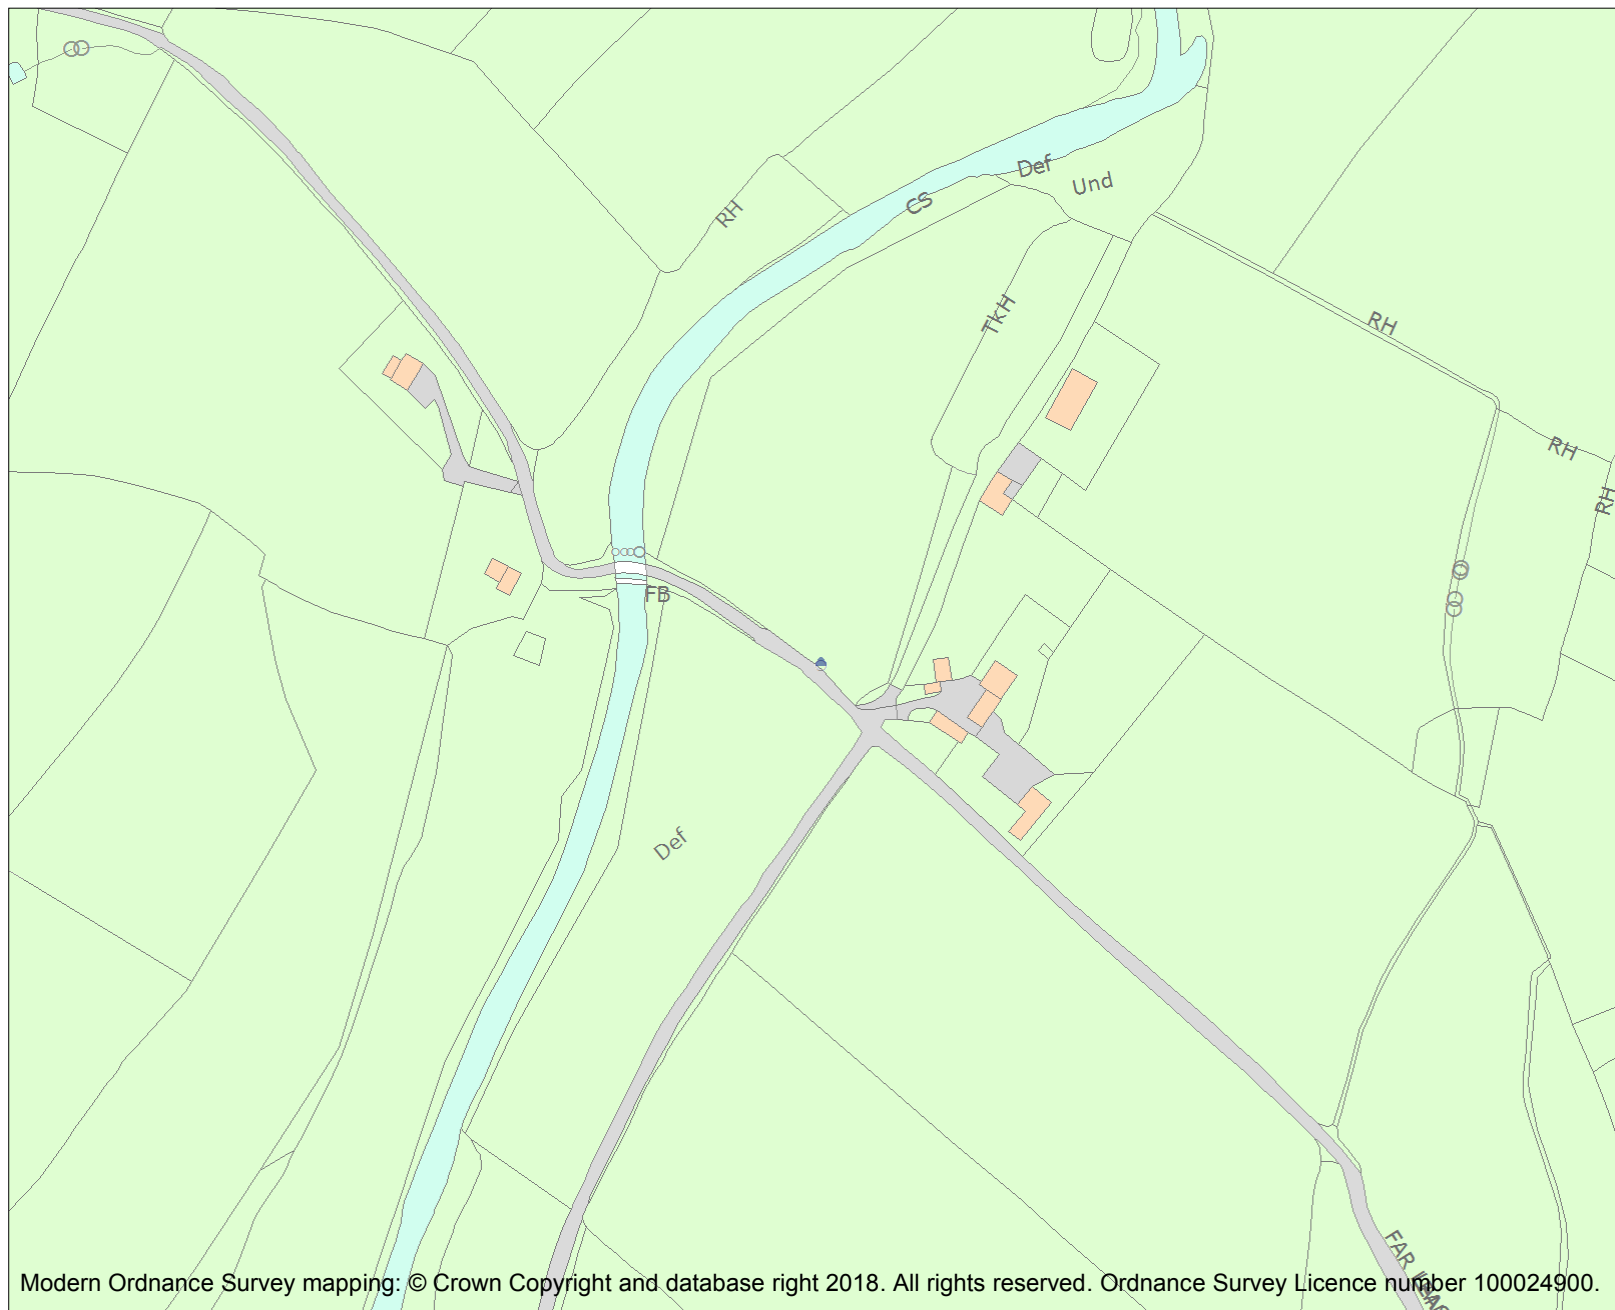 Def
Und
CS
RH
TkH
RH
RH
RH
FB
Def
FAR
Modern Ordnance Survey mapping: © Crown Copyright and database right 2018. All rights reserved. Ordnance Survey Licence number 100024900.